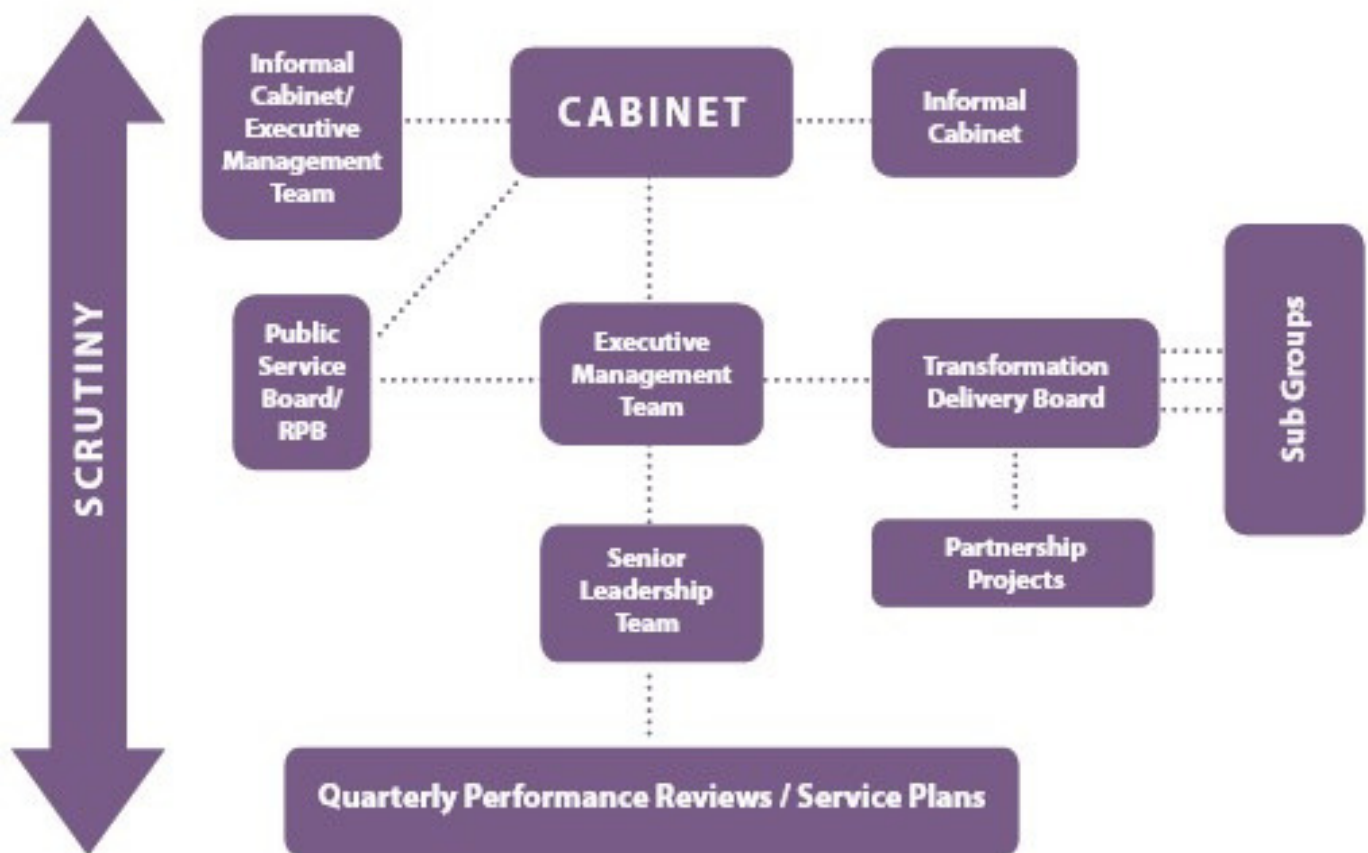 SCRUTINY
Informal
Cabinet/
Executive
Management
Team
CABINET
Informal
Cabinet
Public
Service
Board/
RPB
Executive
Management
Team
Transformation
Delivery Board
Sub Groups
Senior
Leadership
Team
Partnership
Projects
Quarterly Performance Reviews / Service Plans